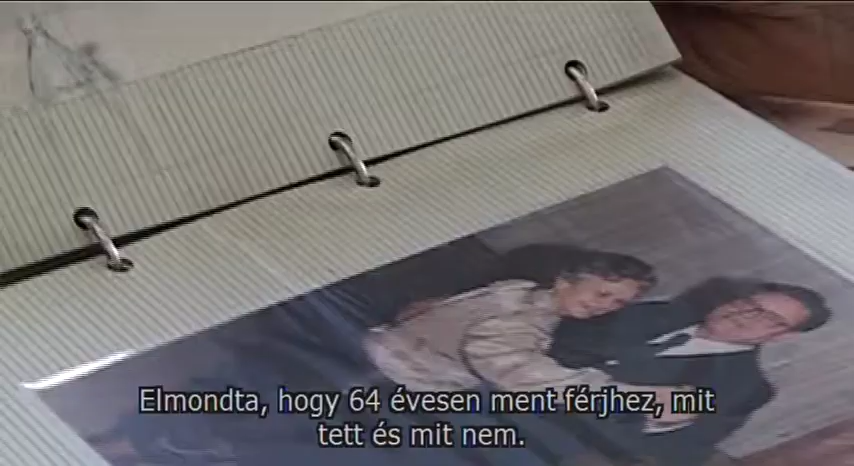 Elmondta, hogy 64 évesen ment férjhez, mit
tett és mit nem.